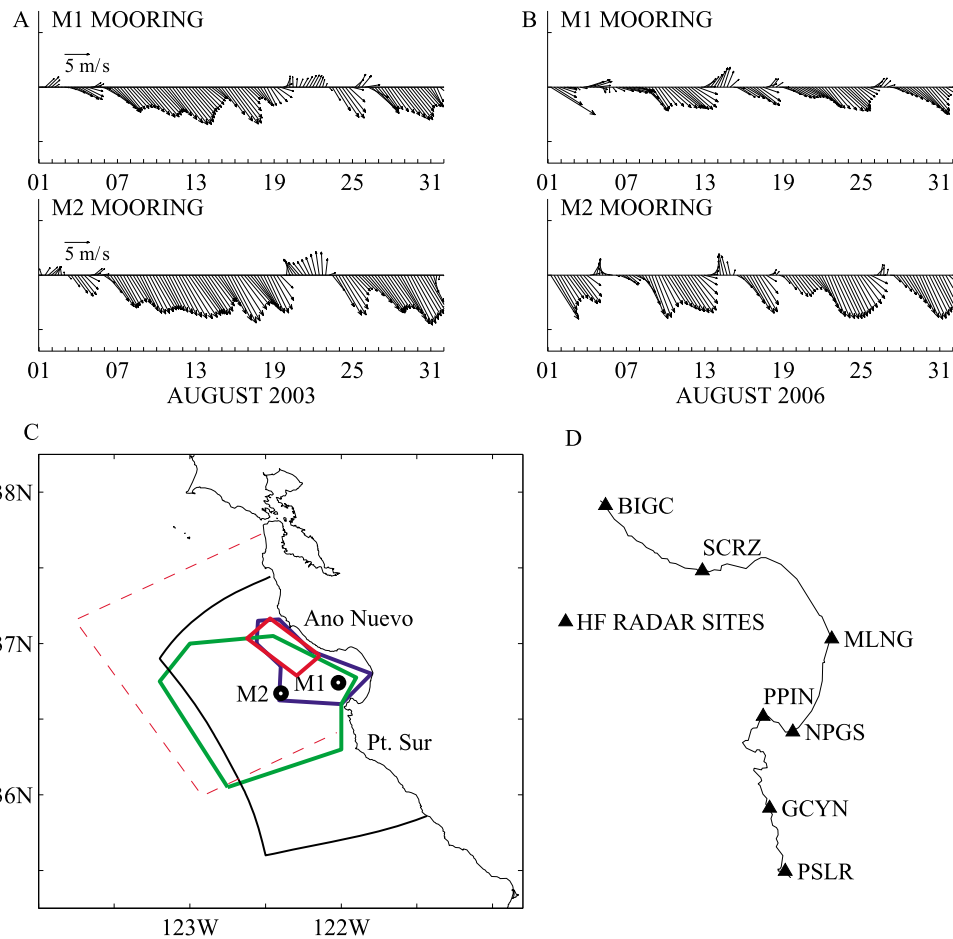 A
M1 MOORING
5 m/s
01 07 13 19 25 31
M2 MOORING
5 m/s
01 07 13 19 25 31
AUGUST 2003
B
M1 MOORING
01 07 13 19 25 31
M2 MOORING
01 07 13 19 25 31
AUGUST 2006
C
38N
37N
36N
123W 122W
Ano Nuevo
M2
M1
Pt. Sur
D
BIGC
SCRZ
HF RADAR SITES
MLNG
PPIN
NPGS
GCYN
PSLR